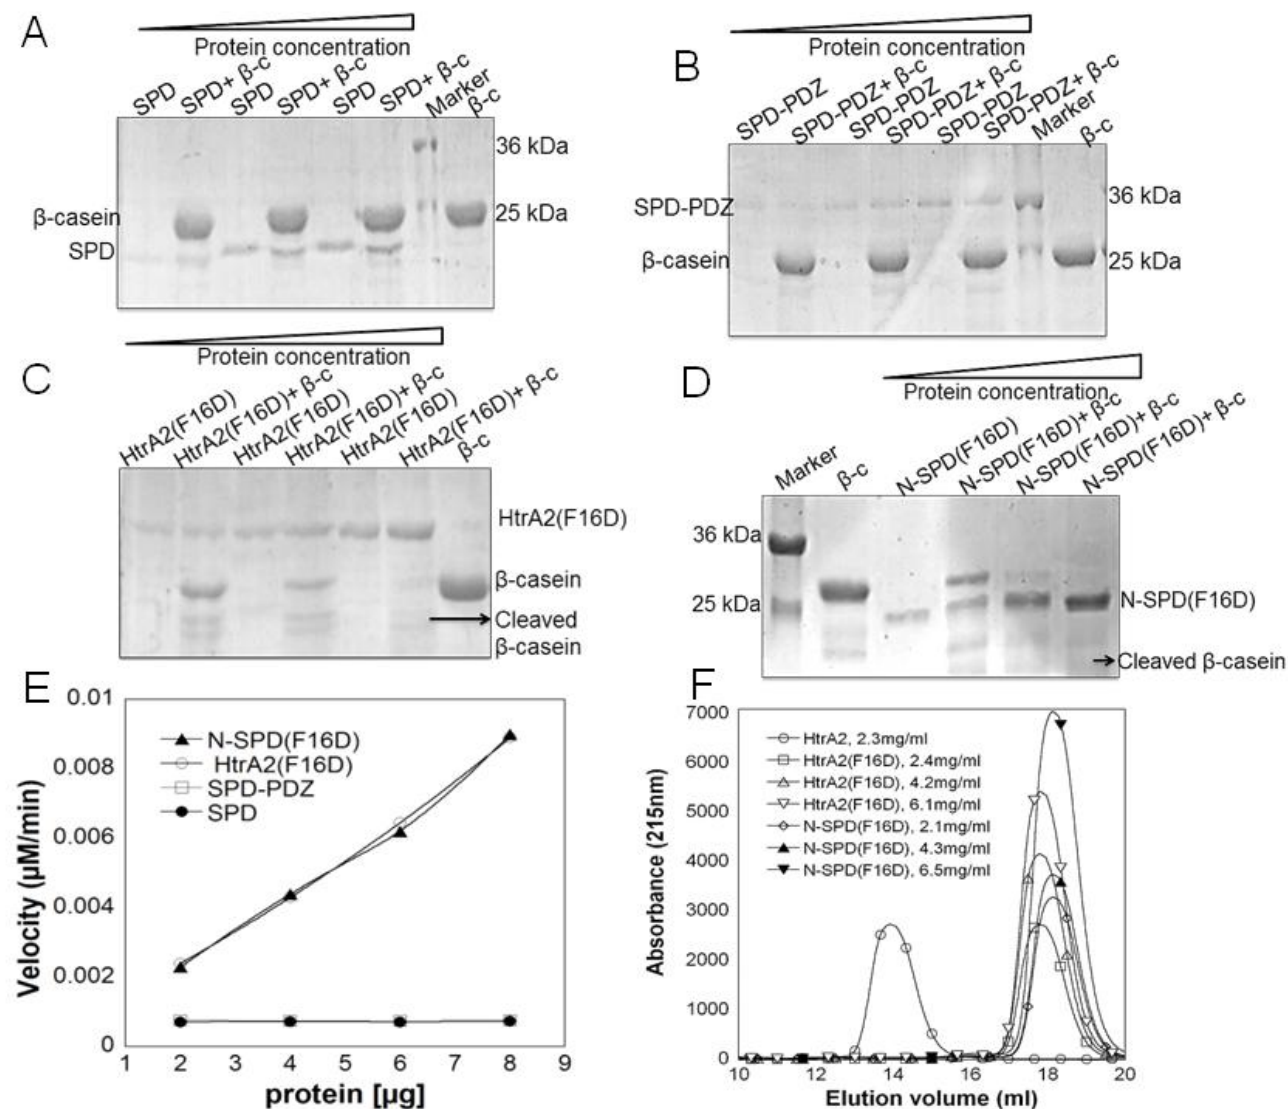 A
Protein concentration
SPD
SPD+ β-c
SPD
SPD+ β-c
SPD
SPD+ β-c
Marker
β-c
36 kDa
β-casein
25 kDa
SPD
B
Protein concentration
SPD-PDZ
SPD-PDZ+ β-c
SPD-PDZ
SPD-PDZ+ β-c
SPD-PDZ
SPD-PDZ+ β-c
Marker
β-c
SPD-PDZ
36 kDa
β-casein
25 kDa
C
Protein concentration
HtrA2(F16D)
HtrA2(F16D)+ β-c
HtrA2(F16D)
HtrA2(F16D)+ β-c
HtrA2(F16D)
HtrA2(F16D)+ β-c
β-c
HtrA2(F16D)
β-casein
Cleaved
β-casein
D
Protein concentration
Marker
β-c
N-SPD(F16D)
N-SPD(F16D)+ β-c
N-SPD(F16D)+ β-c
N-SPD(F16D)+ β-c
36 kDa
25 kDa
N-SPD(F16D)
Cleaved β-casein
E
0.01
0.008
0.006
0.004
0.002
0
Velocity (µM/min)
N-SPD(F16D)
HtrA2(F16D)
SPD-PDZ
SPD
1 2 3 4 5 6 7 8 9
protein [µg]
F
7000
6000
5000
4000
3000
2000
1000
0
Absorbance (215nm)
HtrA2, 2.3mg/ml
HtrA2(F16D), 2.4mg/ml
HtrA2(F16D), 4.2mg/ml
HtrA2(F16D), 6.1mg/ml
N-SPD(F16D), 2.1mg/ml
N-SPD(F16D), 4.3mg/ml
N-SPD(F16D), 6.5mg/ml
10 12 14 16 18 20
Elution volume (ml)